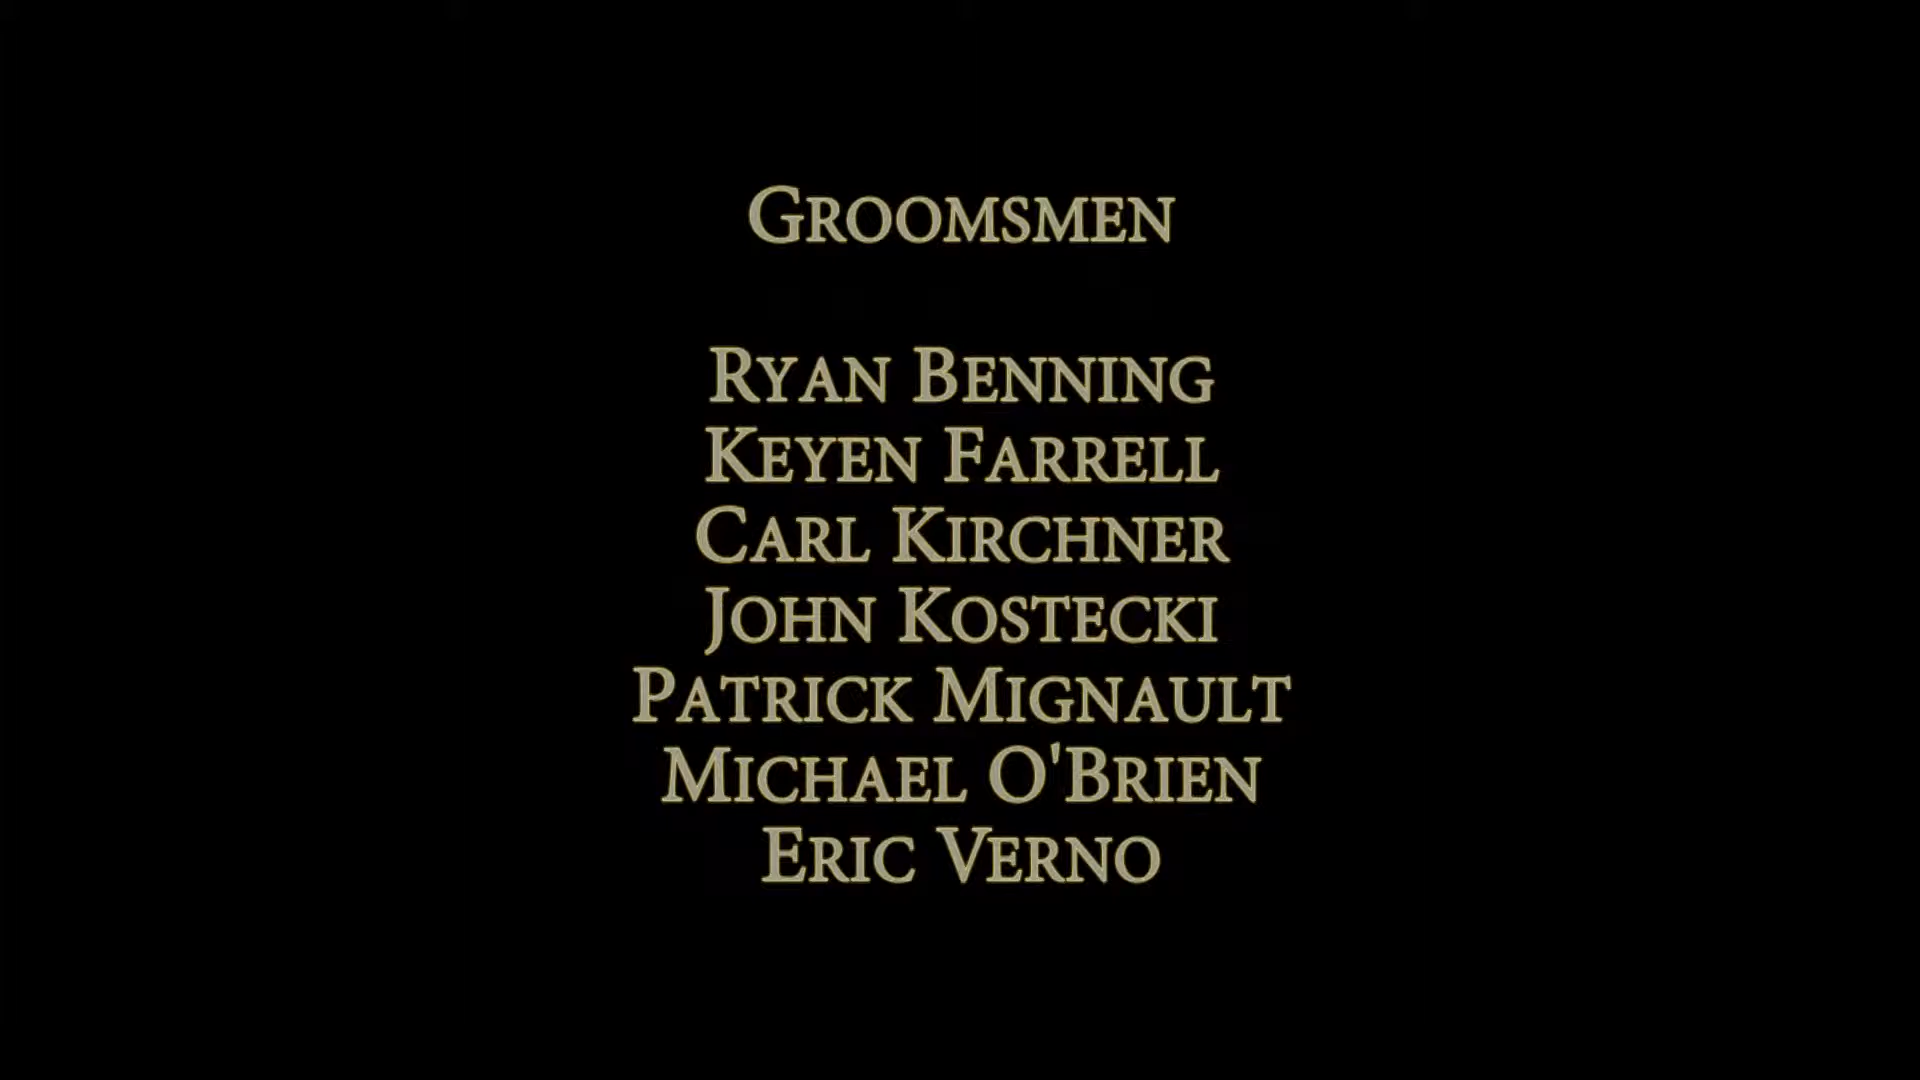 Groomsmen
Ryan Benning
Keyen Farrell
Carl Kirchner
John Kostecki
Patrick Mignault
Michael O'Brien
Eric Verno